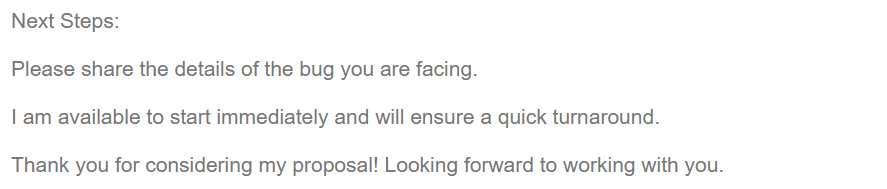 Next Steps:
Please share the details of the bug you are facing.
I am available to start immediately and will ensure a quick turnaround.
Thank you for considering my proposal! Looking forward to working with you.